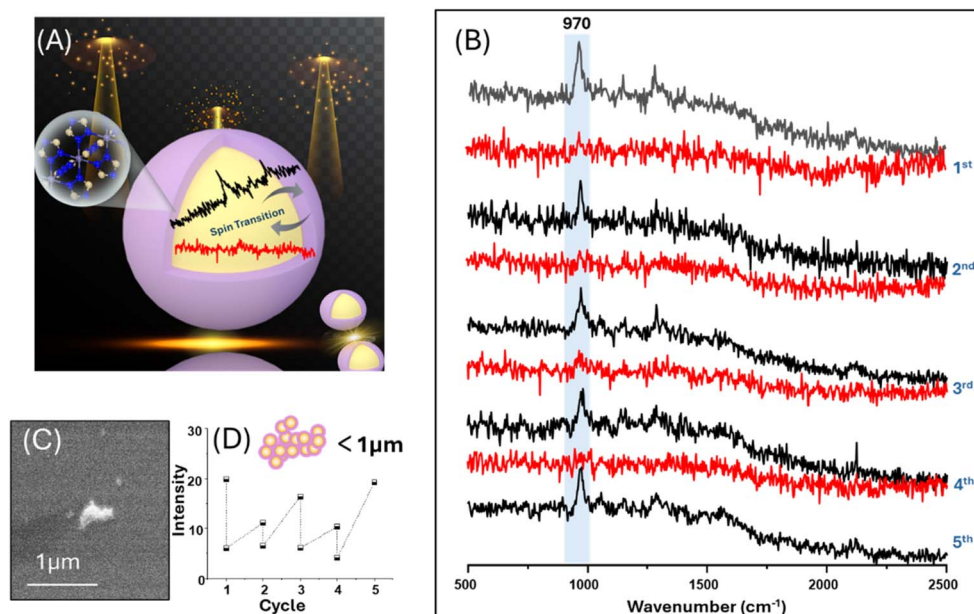 (A)
Spin Transition
(B)
970
1st
2nd
3rd
4th
5th
500 1000 1500 2000 2500
Wavenumber (cm-1)
(C)
1µm
(D)
<1µm
Intensity
30
20
10
0
1 2 3 4 5
Cycle